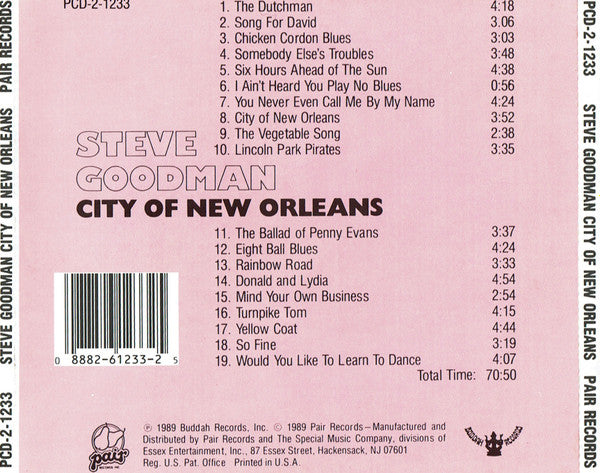 PCD-2-1233
1. The Dutchman 4:18
2. Song For David 3.06
3. Chicken Cordon Blues 3:03
4. Somebody Else's Troubles 3:48
5. Six Hours Ahead of The Sun 4:38
6. I Ain't Heard You Play No Blues 0:56
7. You Never Even Call Me By My Name 4:24
8. City of New Orleans 3:52
9. The Vegetable Song 2:38
10. Lincoln Park Pirates 3:35
STEVE
GOODMAN
CITY OF NEW ORLEANS
11. The Ballad of Penny Evans 3:37
12. Eight Ball Blues 4:24
13. Rainbow Road 3:33
14. Donald and Lydia 4:54
15. Mind Your Own Business 2:54
16. Turnpike Tom 4:15
17. Yellow Coat 4:44
18. So Fine 3:19
19. Would You Like To Learn To Dance 4:07
Total Time: 70:50
0 8882-61233-2 5
pair
RECORDS INC
℗ 1989 Buddah Records, Inc. © 1989 Pair Records—Manufactured and
Distributed by Pair Records and The Special Music Company, divisions of
Essex Entertainment, Inc., 87 Essex Street, Hackensack, NJ 07601
Reg. U.S. Pat. Office Printed in U.S.A.
BUDDAH RECORDS
PCD-2-1233 STEVE GOODMAN CITY OF NEW ORLEANS PAIR RECORDS
PCD-2-1233 STEVE GOODMAN CITY OF NEW ORLEANS PAIR RECORDS